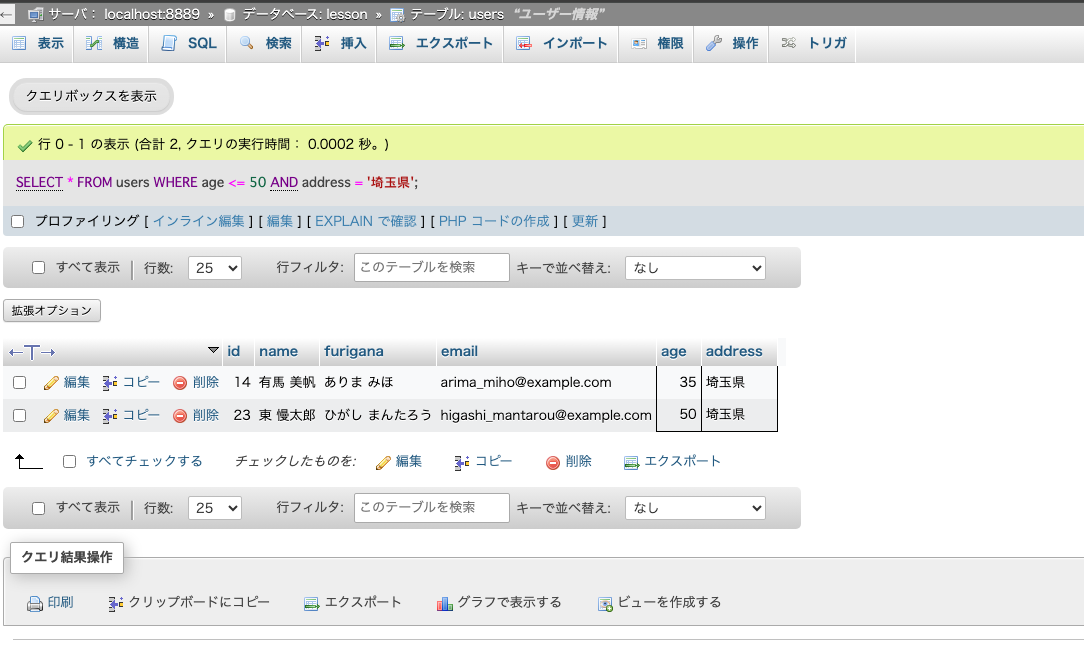 サーバ： localhost:8889 » データベース: lesson » テーブル: users “ユーザー情報”
表示 構造 SQL 検索 挿入 エクスポート インポート 権限 操作 トリガ
クエリボックスを表示
行 0 - 1 の表示 (合計 2, クエリの実行時間： 0.0002 秒。)
SELECT * FROM users WHERE age <= 50 AND address = '埼玉県';
プロファイリング [ インライン編集 ] [ 編集 ] [ EXPLAIN で確認 ] [ PHP コードの作成 ] [ 更新 ]
すべて表示 | 行数: 25 行フィルタ: このテーブルを検索 キーで並べ替え: なし
拡張オプション
←T→ id name furigana email age address
編集 コピー 削除 14 有馬 美帆 ありま みほ arima_miho@example.com 35 埼玉県
編集 コピー 削除 23 東 慢太郎 ひがし まんたろう higashi_mantarou@example.com 50 埼玉県
すべてチェックする チェックしたものを: 編集 コピー 削除 エクスポート
すべて表示 | 行数: 25 行フィルタ: このテーブルを検索 キーで並べ替え: なし
クエリ結果操作
印刷 クリップボードにコピー エクスポート グラフで表示する ビューを作成する